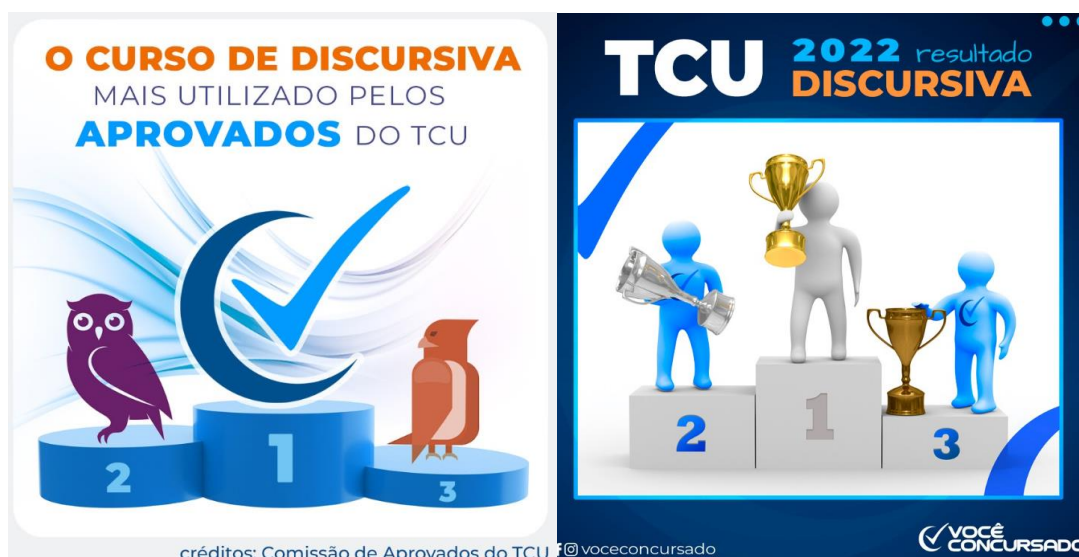 O CURSO DE DISCURSIVA
MAIS UTILIZADO PELOS
APROVADOS DO TCU
2
1
3
créditos: Comissão de Aprovados do TCU
TCU
2022 resultado
DISCURSIVA
2
1
3
voceconcursado
VOCÊ
CONCURSADO